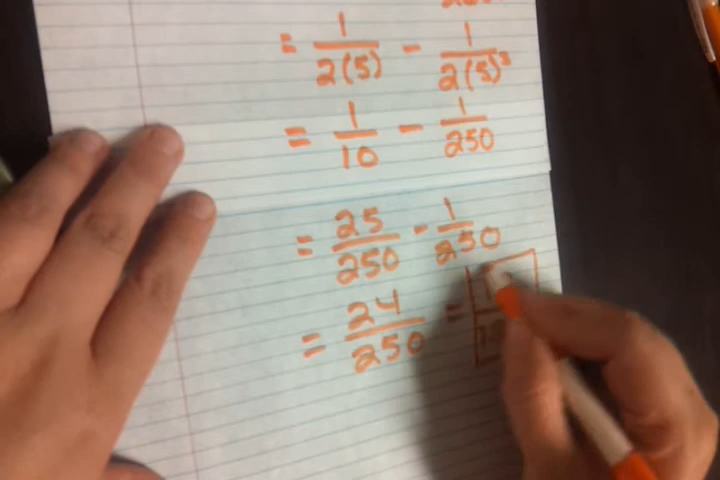 = 1/2(5) - 1/2(5)³
= 1/10 - 1/250
= 25/250 - 1/250
= 24/250 =